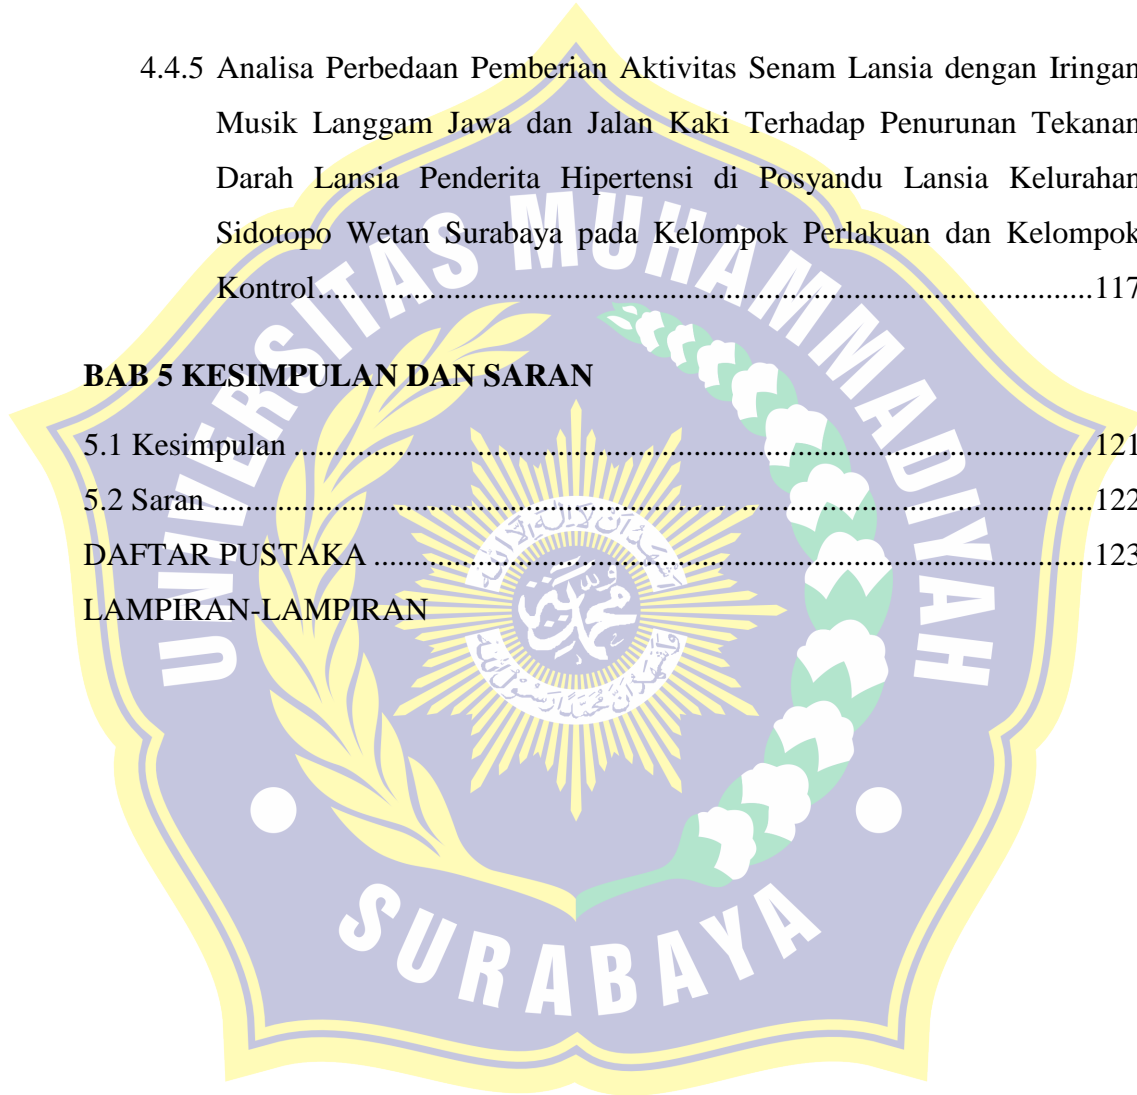 4.4.5 Analisa Perbedaan Pemberian Aktivitas Senam Lansia dengan Iringan
Musik Langgam Jawa dan Jalan Kaki Terhadap Penurunan Tekanan
Darah Lansia Penderita Hipertensi di Posyandu Lansia Kelurahan
Sidotopo Wetan Surabaya pada Kelompok Perlakuan dan Kelompok
Kontrol.......................................................................................117
BAB 5 KESIMPULAN DAN SARAN
5.1 Kesimpulan ..........................................................................................121
5.2 Saran ....................................................................................................122
DAFTAR PUSTAKA .................................................................................123
LAMPIRAN-LAMPIRAN
UNIVERSITAS MUHAMMADIYAH
SURABAYA
محمد